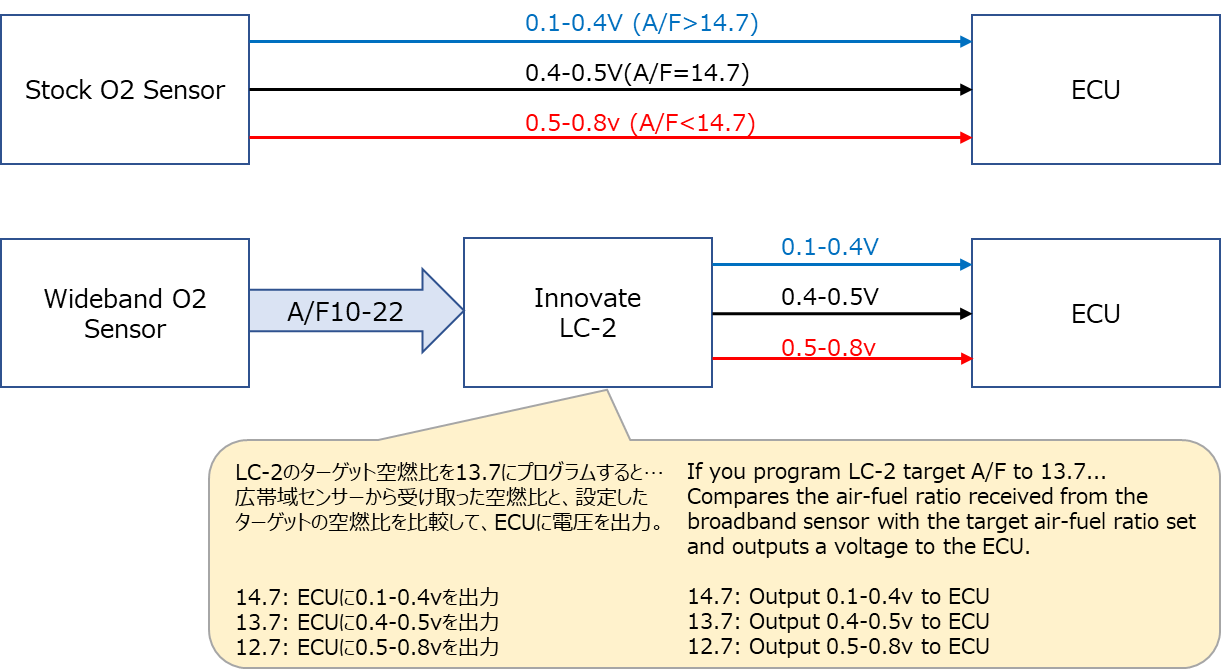 0.1-0.4V (A/F>14.7)
Stock O2 Sensor
0.4-0.5V(A/F=14.7)
ECU
0.5-0.8v (A/F<14.7)
Wideband O2
Sensor
A/F10-22
Innovate
LC-2
0.1-0.4V
0.4-0.5V
0.5-0.8v
ECU
LC-2のターゲット空燃比を13.7にプログラムすると…
広帯域センサーから受け取った空燃比と、設定した
ターゲットの空燃比を比較して、ECUに電圧を出力。
14.7: ECUに0.1-0.4vを出力
13.7: ECUに0.4-0.5vを出力
12.7: ECUに0.5-0.8vを出力
If you program LC-2 target A/F to 13.7...
Compares the air-fuel ratio received from the
broadband sensor with the target air-fuel ratio set
and outputs a voltage to the ECU.
14.7: Output 0.1-0.4v to ECU
13.7: Output 0.4-0.5v to ECU
12.7: Output 0.5-0.8v to ECU